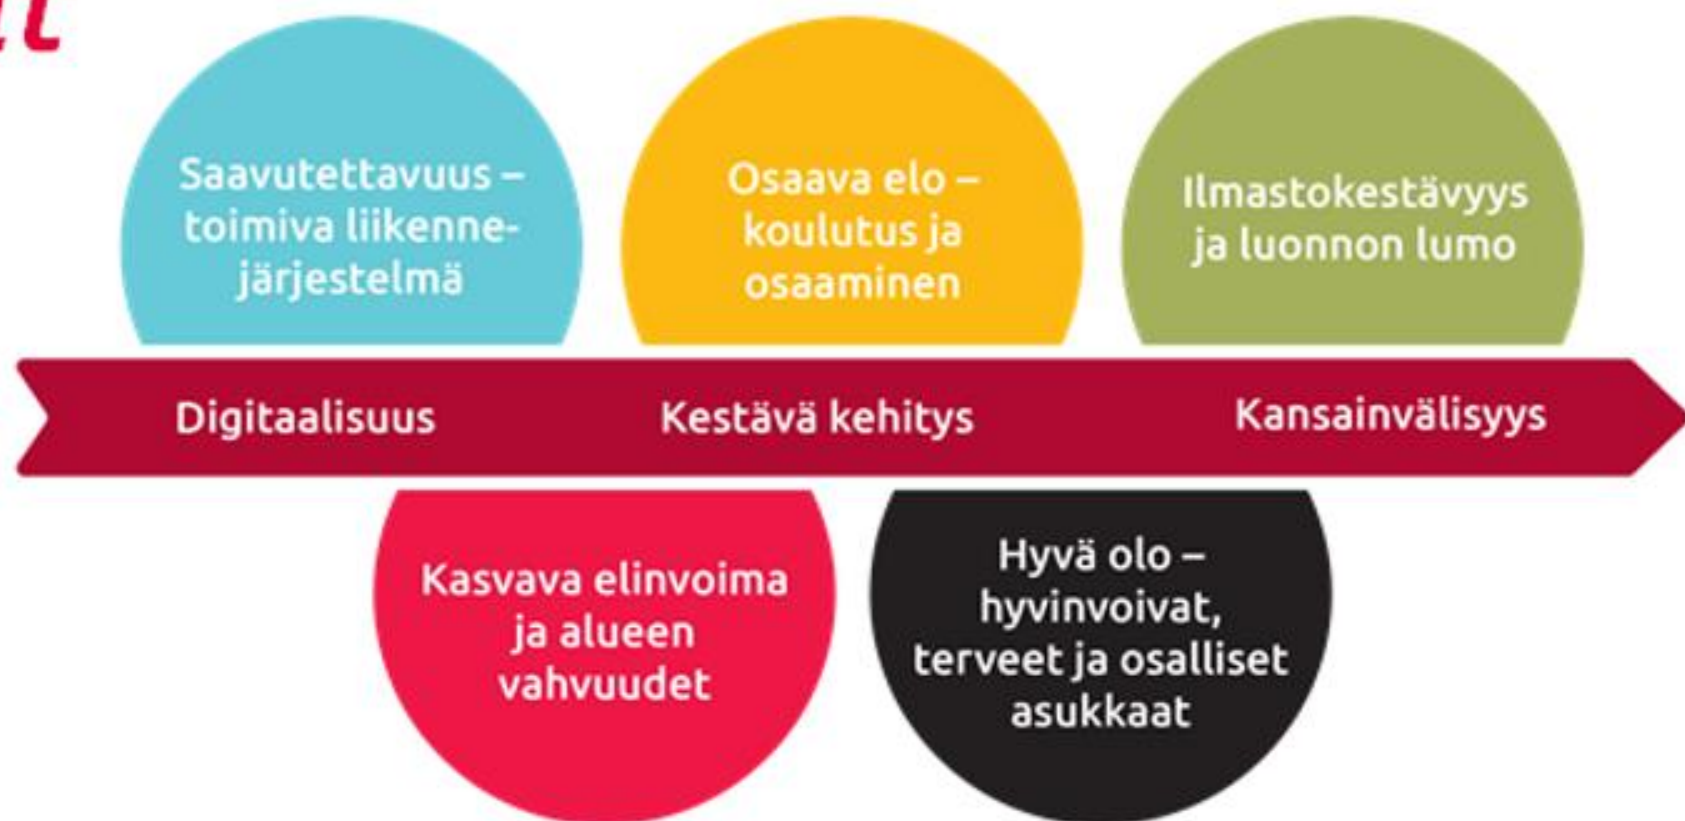 Saavutettavuus –
toimiva liikenne-
järjestelmä
Osaava elo –
koulutus ja
osaaminen
Ilmastokestävyys
ja luonnon lumo
Digitaalisuus
Kestävä kehitys
Kansainvälisyys
Kasvava elinvoima
ja alueen
vahvuudet
Hyvä olo –
hyvinvoivat,
terveet ja osalliset
asukkaat